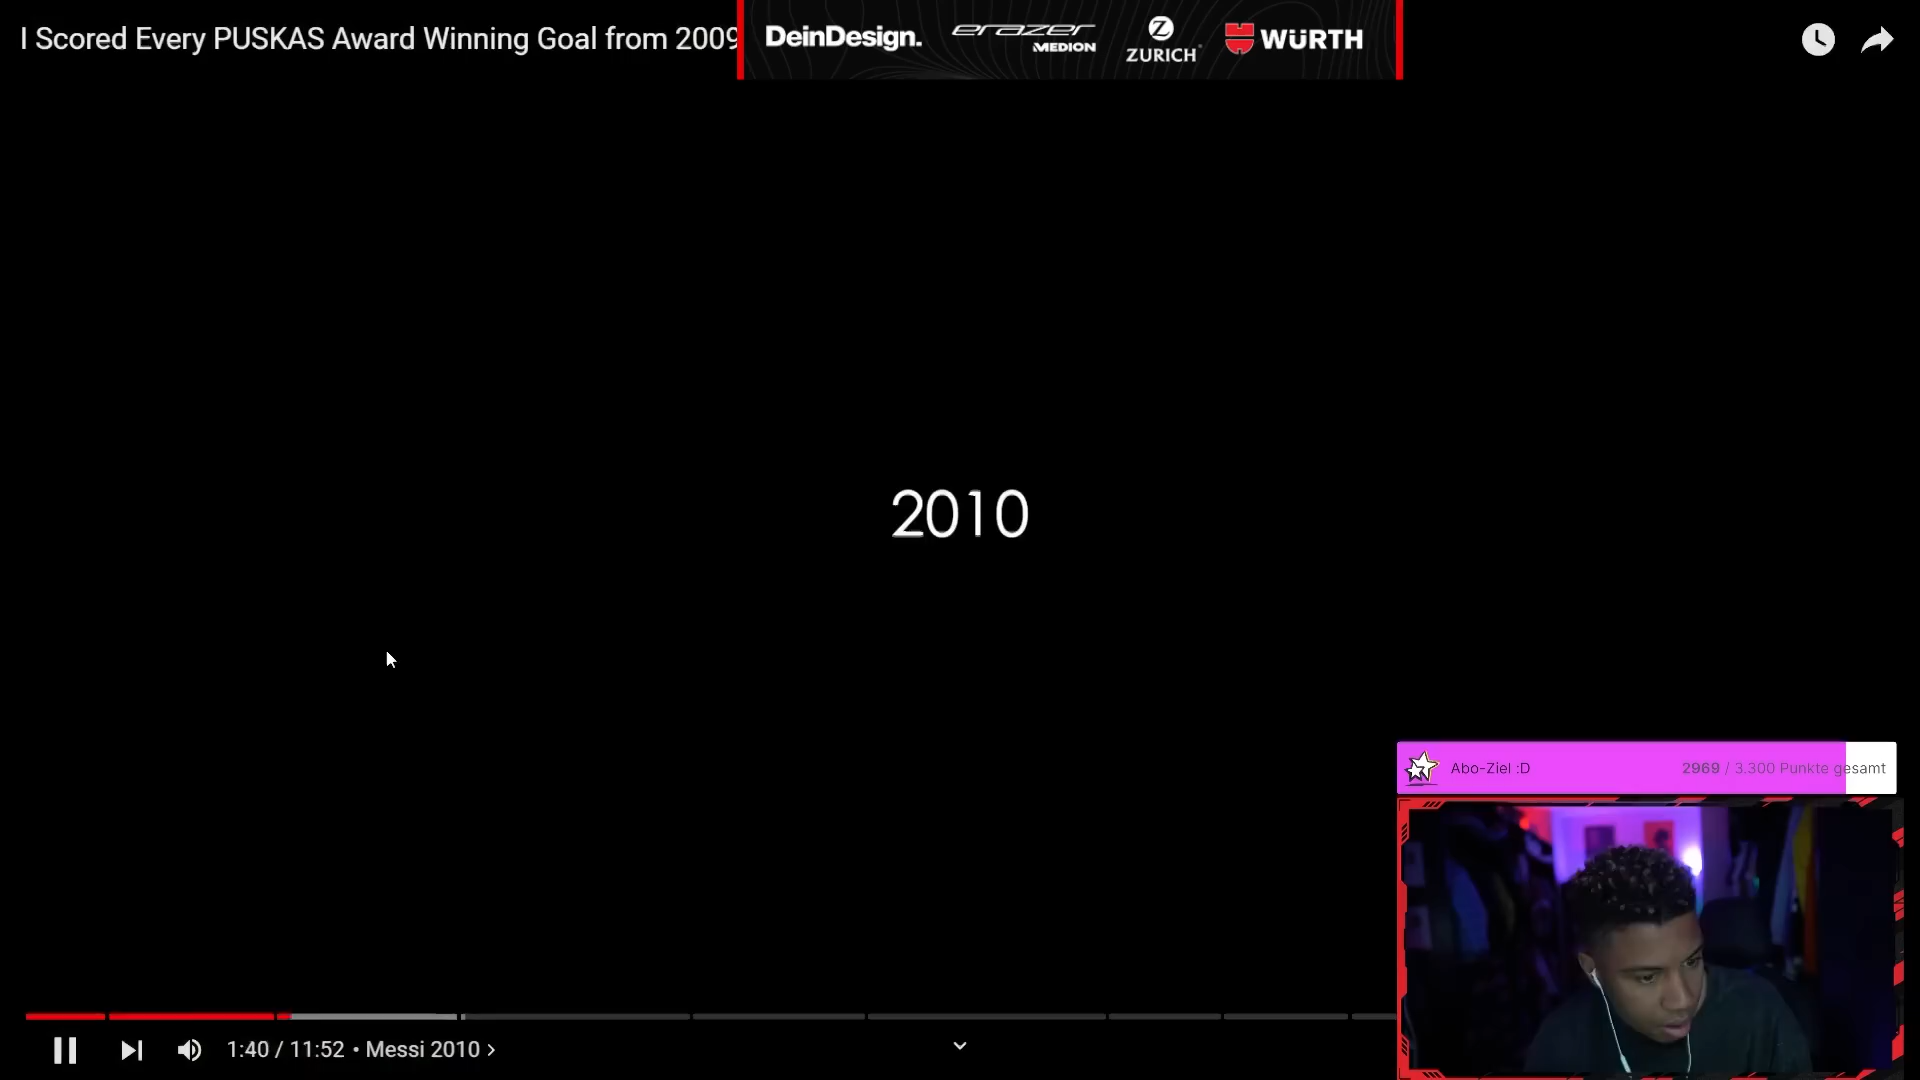 I Scored Every PUSKAS Award Winning Goal from 2009
DeinDesign.
erazer
MEDION
ZURICH
WÜRTH
2010
Abo-Ziel :D
2969 / 3.300 Punkte gesamt
1:40 / 11:52 • Messi 2010 >